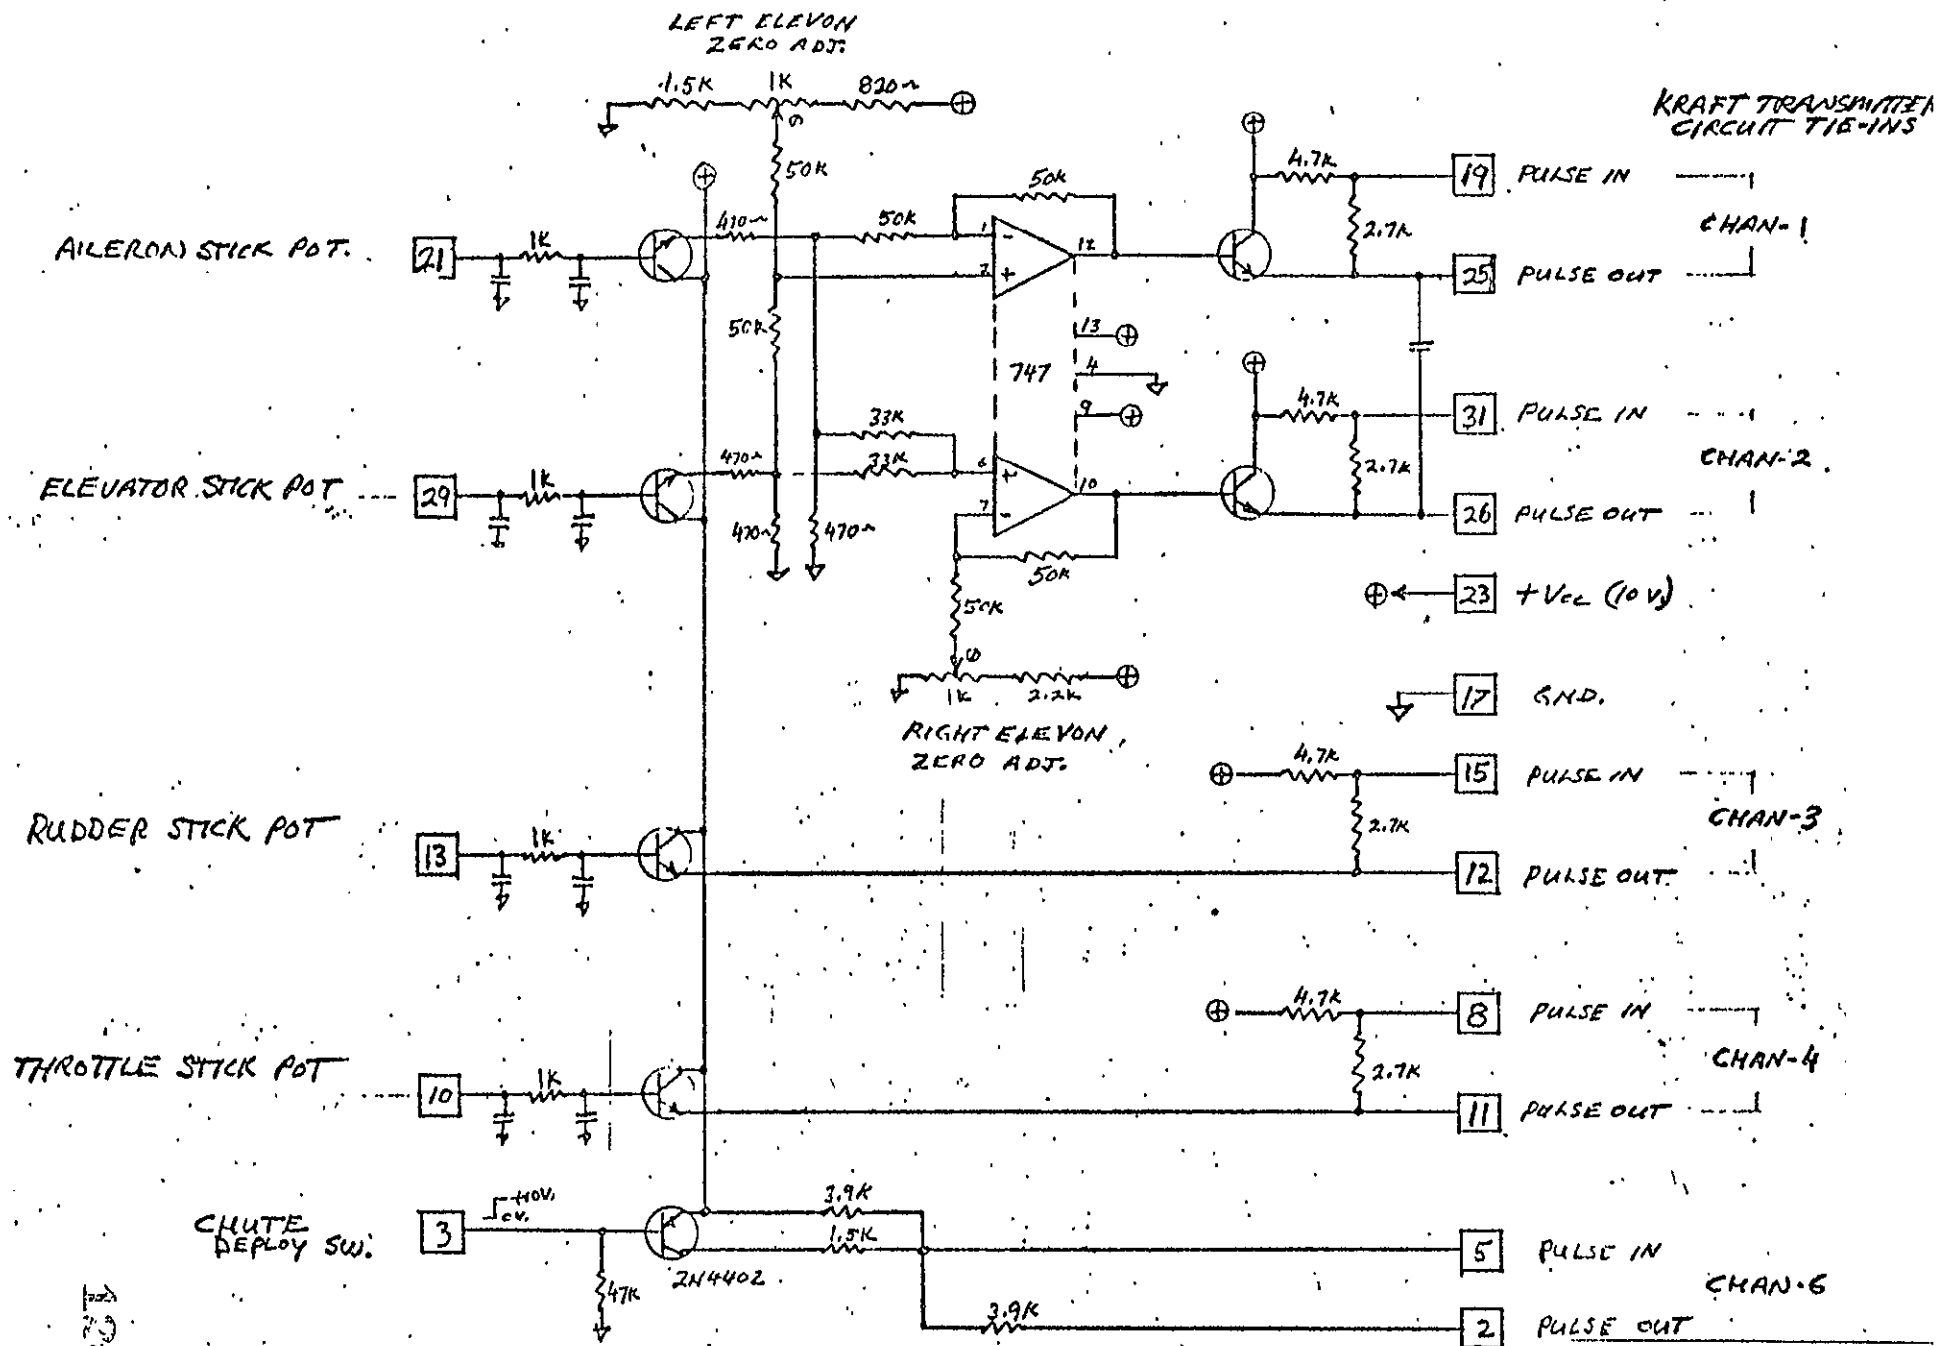 LEFT ELEVON
ZERO ADJ.
1.5K 1K 820~
KRAFT TRANSMITTER
CIRCUIT TIE-INS
50K
4.7K 19 PULSE IN
50K
470~ 50K
2.7K CHAN-1
AILERON STICK POT. 21 1K
1 - 12
2 +
25 PULSE OUT
50K
13
747 4
9
4.7K 31 PULSE IN
33K
470~ 33K
2.7K CHAN-2
ELEVATOR STICK POT 29 1K
6 + 10
7 -
26 PULSE OUT
470~ 470~
50K
50K
23 +Vcc (10 V)
1K 2.2K
17 GND.
RIGHT ELEVON
ZERO ADJ.
4.7K 15 PULSE IN
RUDDER STICK POT 13 1K
2.7K CHAN-3
12 PULSE OUT
4.7K 8 PULSE IN
THROTTLE STICK POT 10 1K
2.7K CHAN-4
11 PULSE OUT
CHUTE
DEPLOY SW. 3
+10V.
0V.
3.9K
1.5K
5 PULSE IN
47K 2N4402
CHAN-6
3.9K 2 PULSE OUT